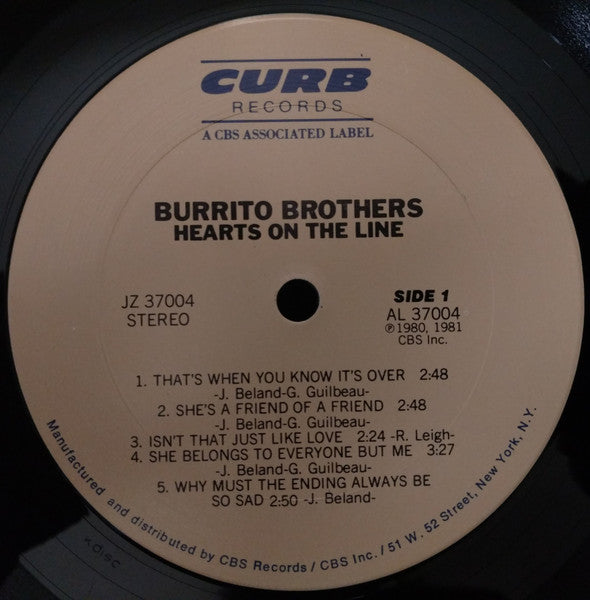 CURB
RECORDS
A CBS ASSOCIATED LABEL
BURRITO BROTHERS
HEARTS ON THE LINE
JZ 37004
STEREO
SIDE 1
AL 37004
℗1980, 1981
CBS Inc.
1. THAT'S WHEN YOU KNOW IT'S OVER 2:48
-J. Beland-G. Guilbeau-
2. SHE'S A FRIEND OF A FRIEND 2:48
-J. Beland-G. Guilbeau-
3. ISN'T THAT JUST LIKE LOVE 2:24 -R. Leigh-
4. SHE BELONGS TO EVERYONE BUT ME 3:27
-J. Beland-G. Guilbeau-
5. WHY MUST THE ENDING ALWAYS BE
SO SAD 2:50 -J. Beland-
Manufactured and distributed by CBS Records / CBS Inc. / 51 W. 52 Street, New York, N.Y.